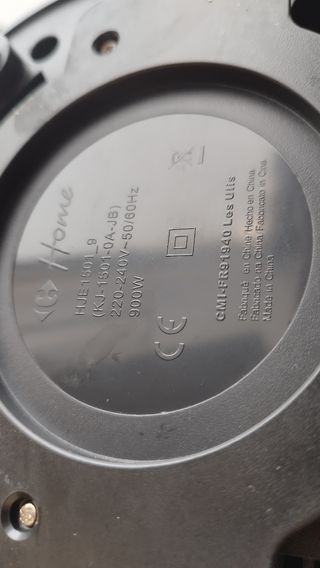 Home
HJE1501_9
(KJ-1501-0A-JB)
220-240V~50/60Hz
900W
CE
CMI-FR91940 Les Ulis
Fabriqué en Chine Hecho en China
Fabricado na China Fabbricato in Cina
Made in China